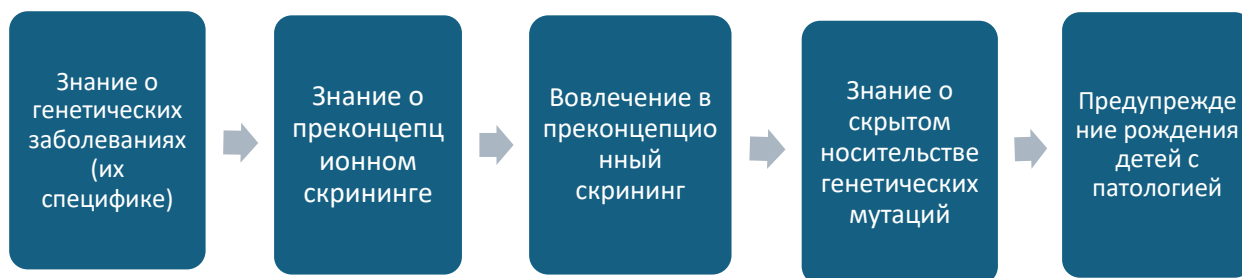 Знание о
генетических
заболеваниях
(их
специфике)
Знание о
преконцепц
ионном
скрининге
Вовлечение в
преконцепцио
нный
скрининг
Знание о
скрытом
носительстве
генетических
мутаций
Предупрежде
ние рождения
детей с
патологией